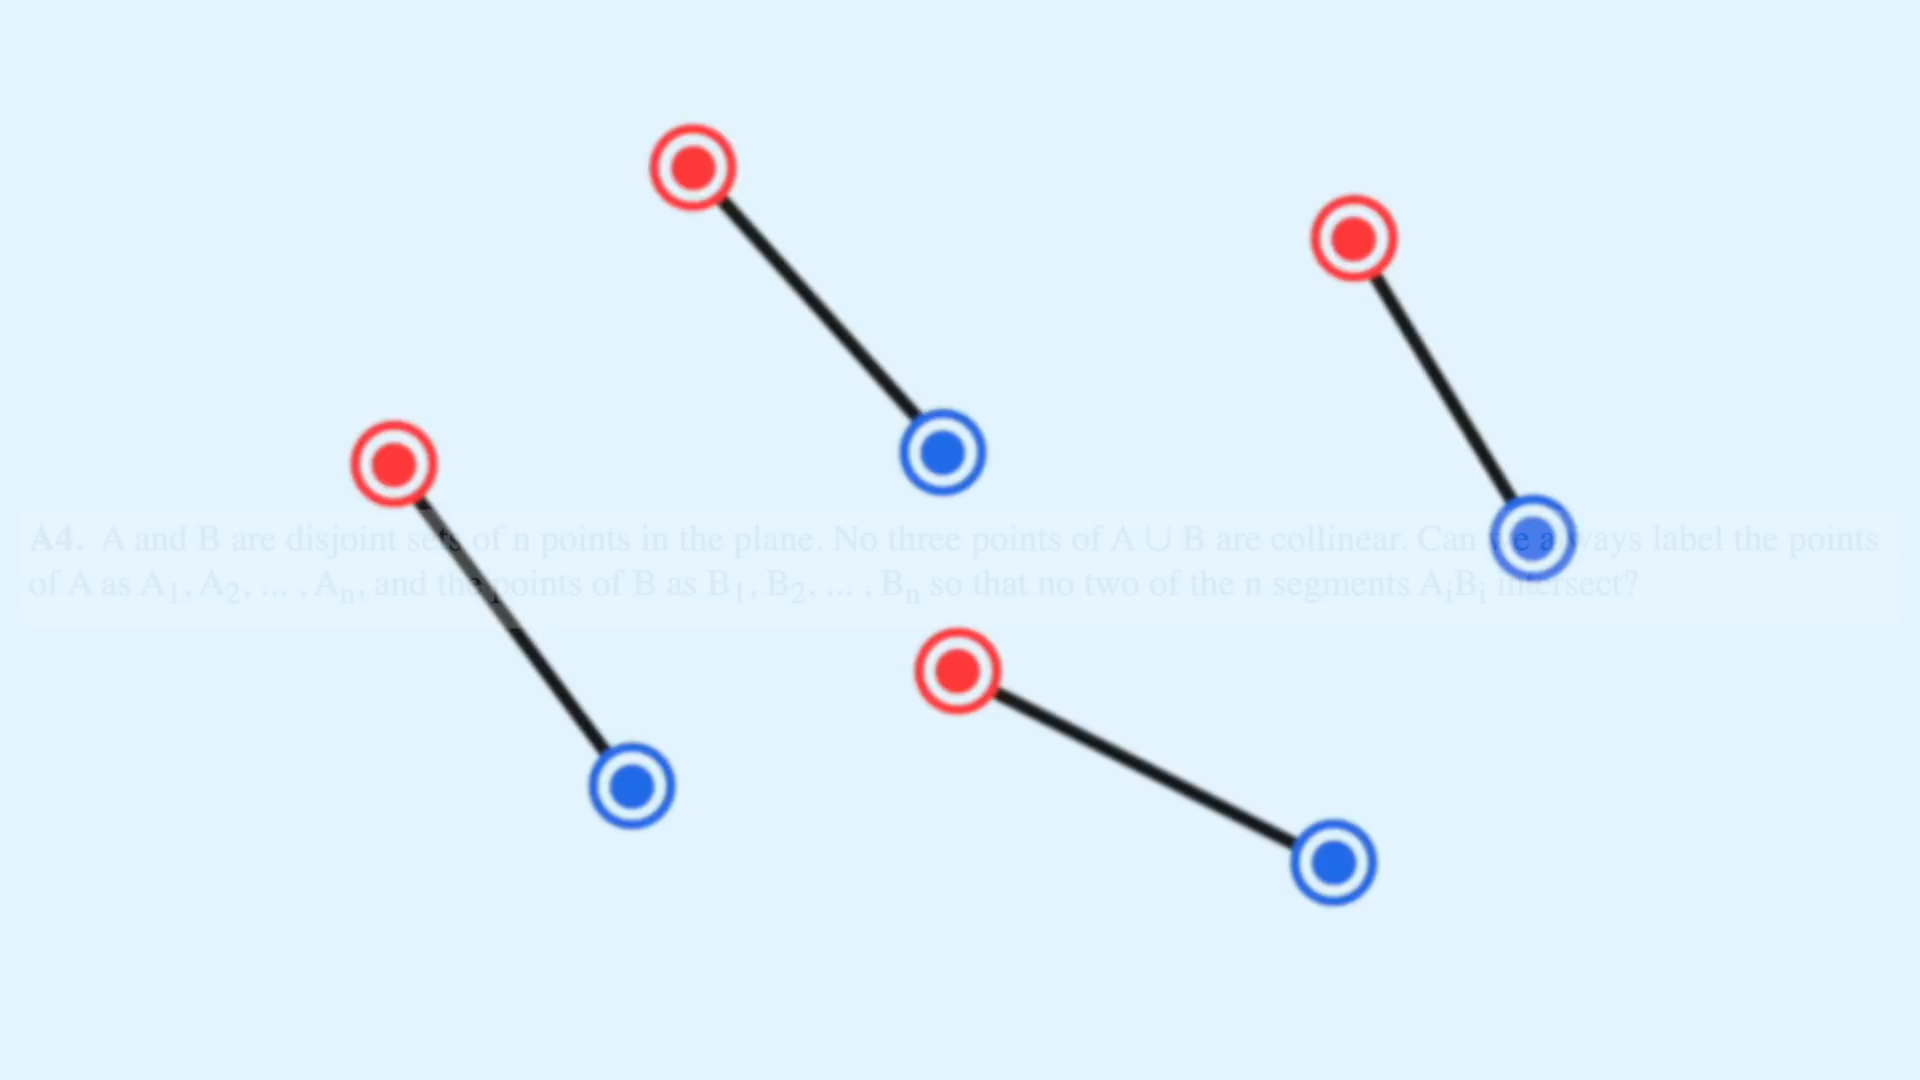 A4. A and B are disjoint sets of n points in the plane. No three points of A ∪ B are collinear. Can we always label the points
of A as A₁, A₂, ... , Aₙ, and the points of B as B₁, B₂, ... , Bₙ so that no two of the n segments AᵢBᵢ intersect?